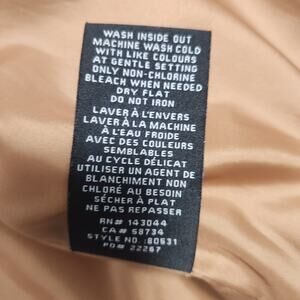 WASH INSIDE OUT
MACHINE WASH COLD
WITH LIKE COLOURS
AT GENTLE SETTING
ONLY NON-CHLORINE
BLEACH WHEN NEEDED
DRY FLAT
DO NOT IRON
LAVER À L'ENVERS
LAVER À LA MACHINE
À L'EAU FROIDE
AVEC DES COULEURS
SEMBLABLES
AU CYCLE DÉLICAT
UTILISER UN AGENT DE
BLANCHIMENT NON
CHLORÉ AU BESOIN
SÉCHER À PLAT
NE PAS REPASSER
RN# 143044
CA# 58734
STYLE NO.:80531
PO# 22267